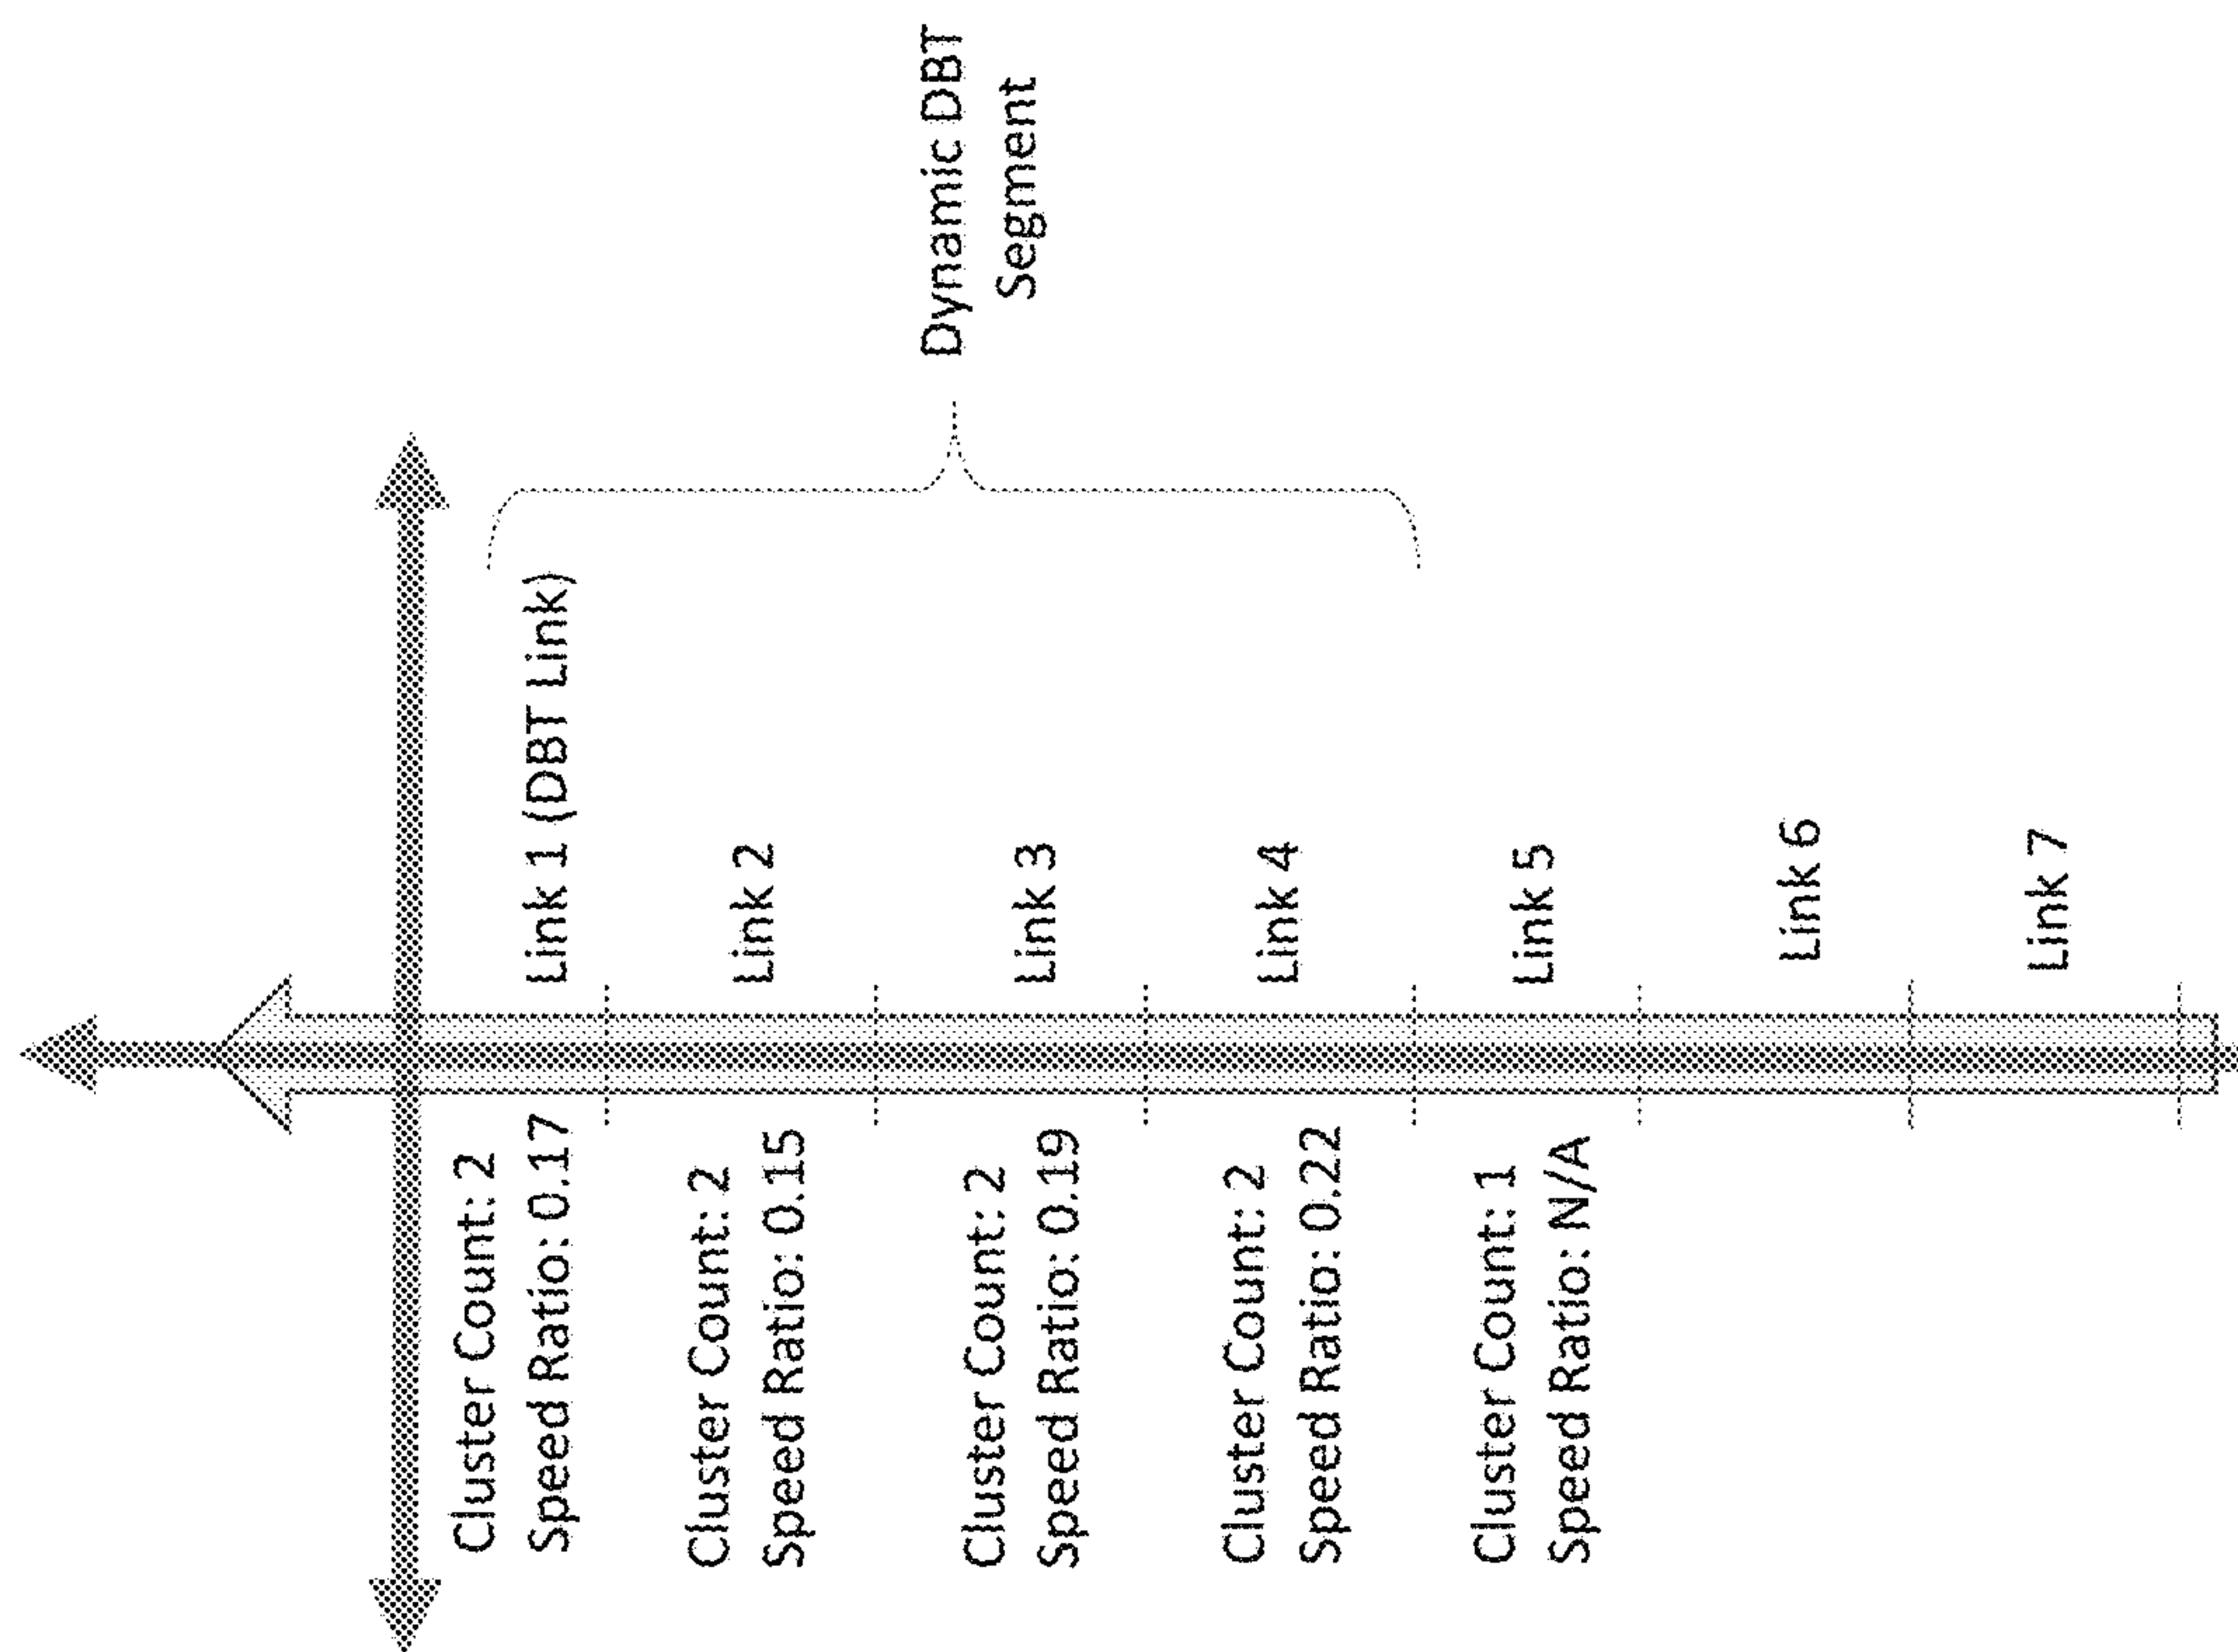 Cluster Count: 2
Speed Ratio: 0.17
Link 1 (DBT Link)
Cluster Count: 2
Speed Ratio: 0.15
Link 2
Cluster Count: 2
Speed Ratio: 0.19
Link 3
Cluster Count: 2
Speed Ratio: 0.22
Link 4
Cluster Count: 1
Speed Ratio: N/A
Link 5
Link 6
Link 7
Dynamic DBT
Segment